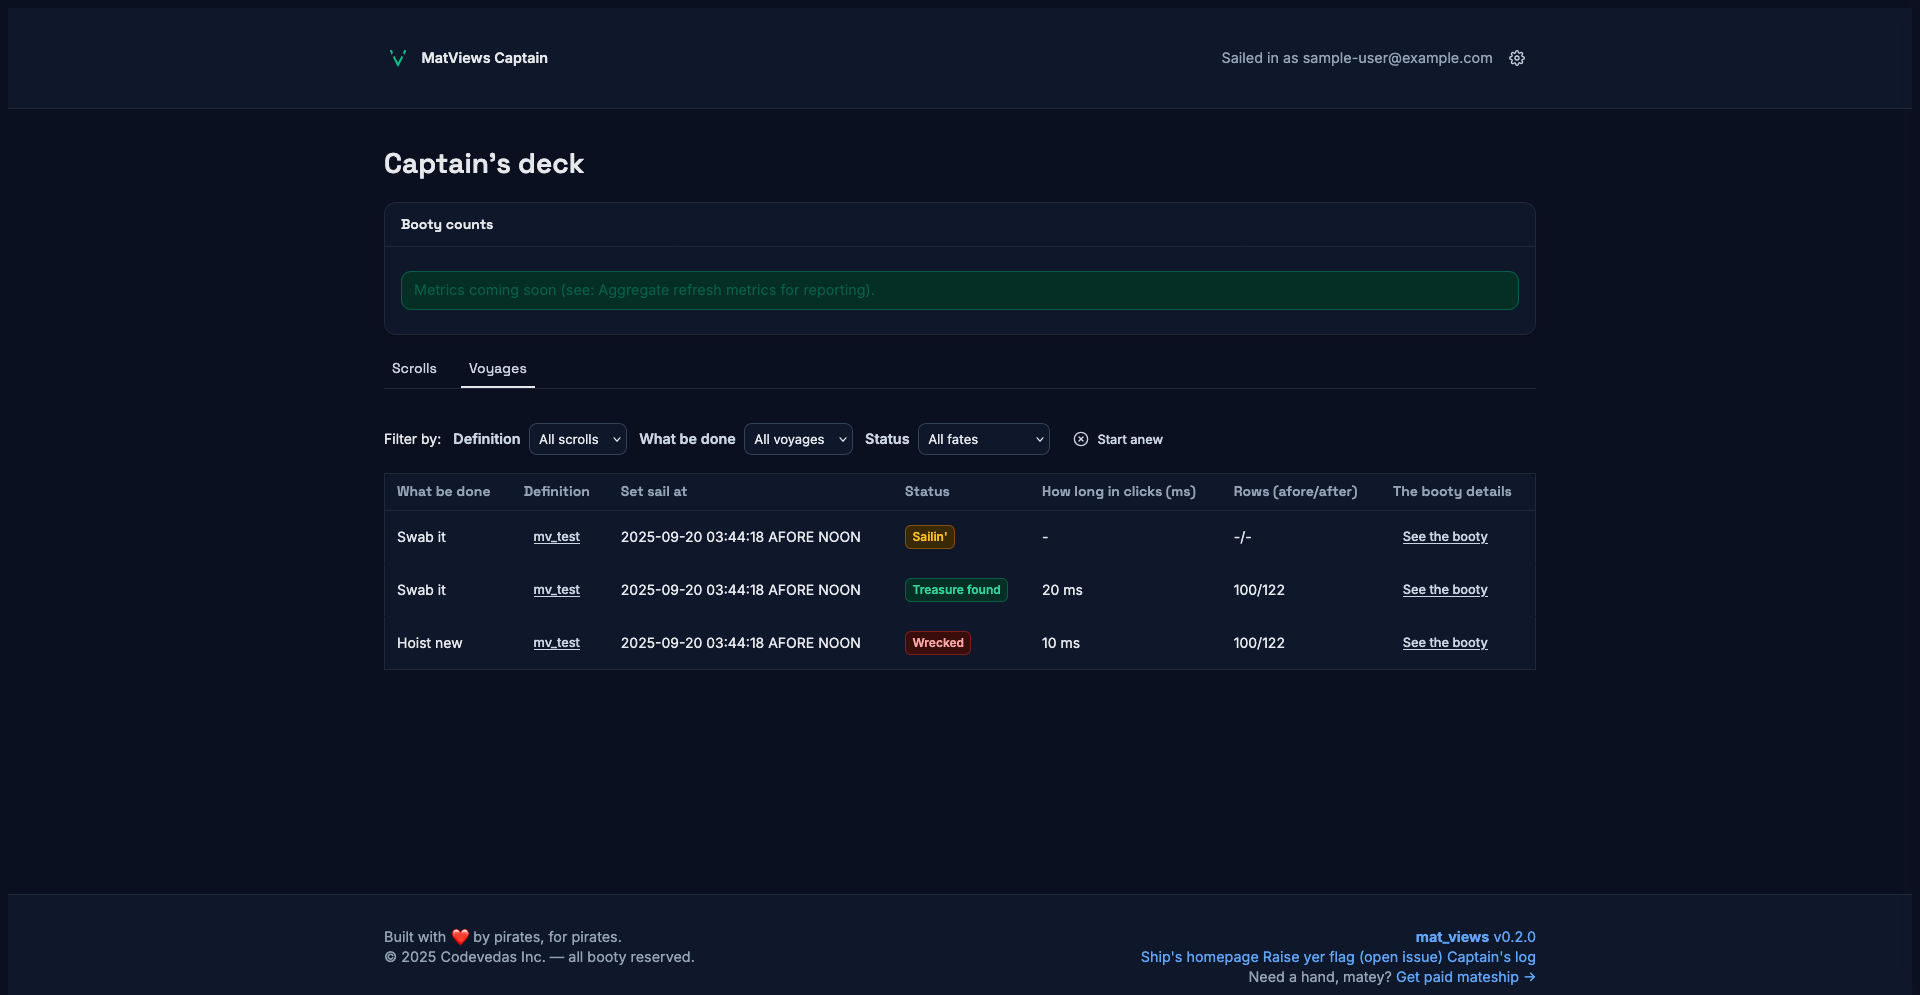 MatViews Captain
Sailed in as sample-user@example.com
Captain's deck
Booty counts
Metrics coming soon (see: Aggregate refresh metrics for reporting).
Scrolls Voyages
Filter by: Definition All scrolls What be done All voyages Status All fates Start anew
What be done Definition Set sail at Status How long in clicks (ms) Rows (afore/after) The booty details
Swab it mv_test 2025-09-20 03:44:18 AFORE NOON Sailin' - -/- See the booty
Swab it mv_test 2025-09-20 03:44:18 AFORE NOON Treasure found 20 ms 100/122 See the booty
Hoist new mv_test 2025-09-20 03:44:18 AFORE NOON Wrecked 10 ms 100/122 See the booty
Built with ❤️ by pirates, for pirates.
© 2025 Codevedas Inc. — all booty reserved.
mat_views v0.2.0
Ship's homepage Raise yer flag (open issue) Captain's log
Need a hand, matey? Get paid mateship →